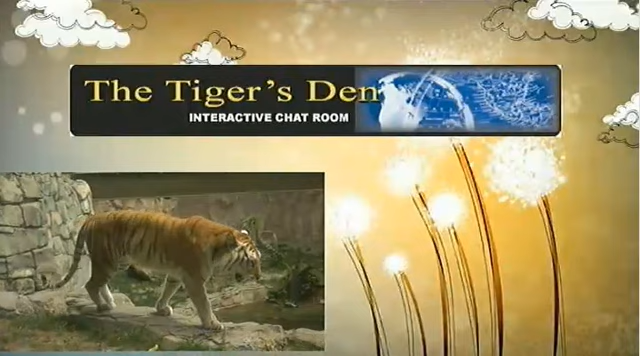 The Tiger's Den
INTERACTIVE CHAT ROOM